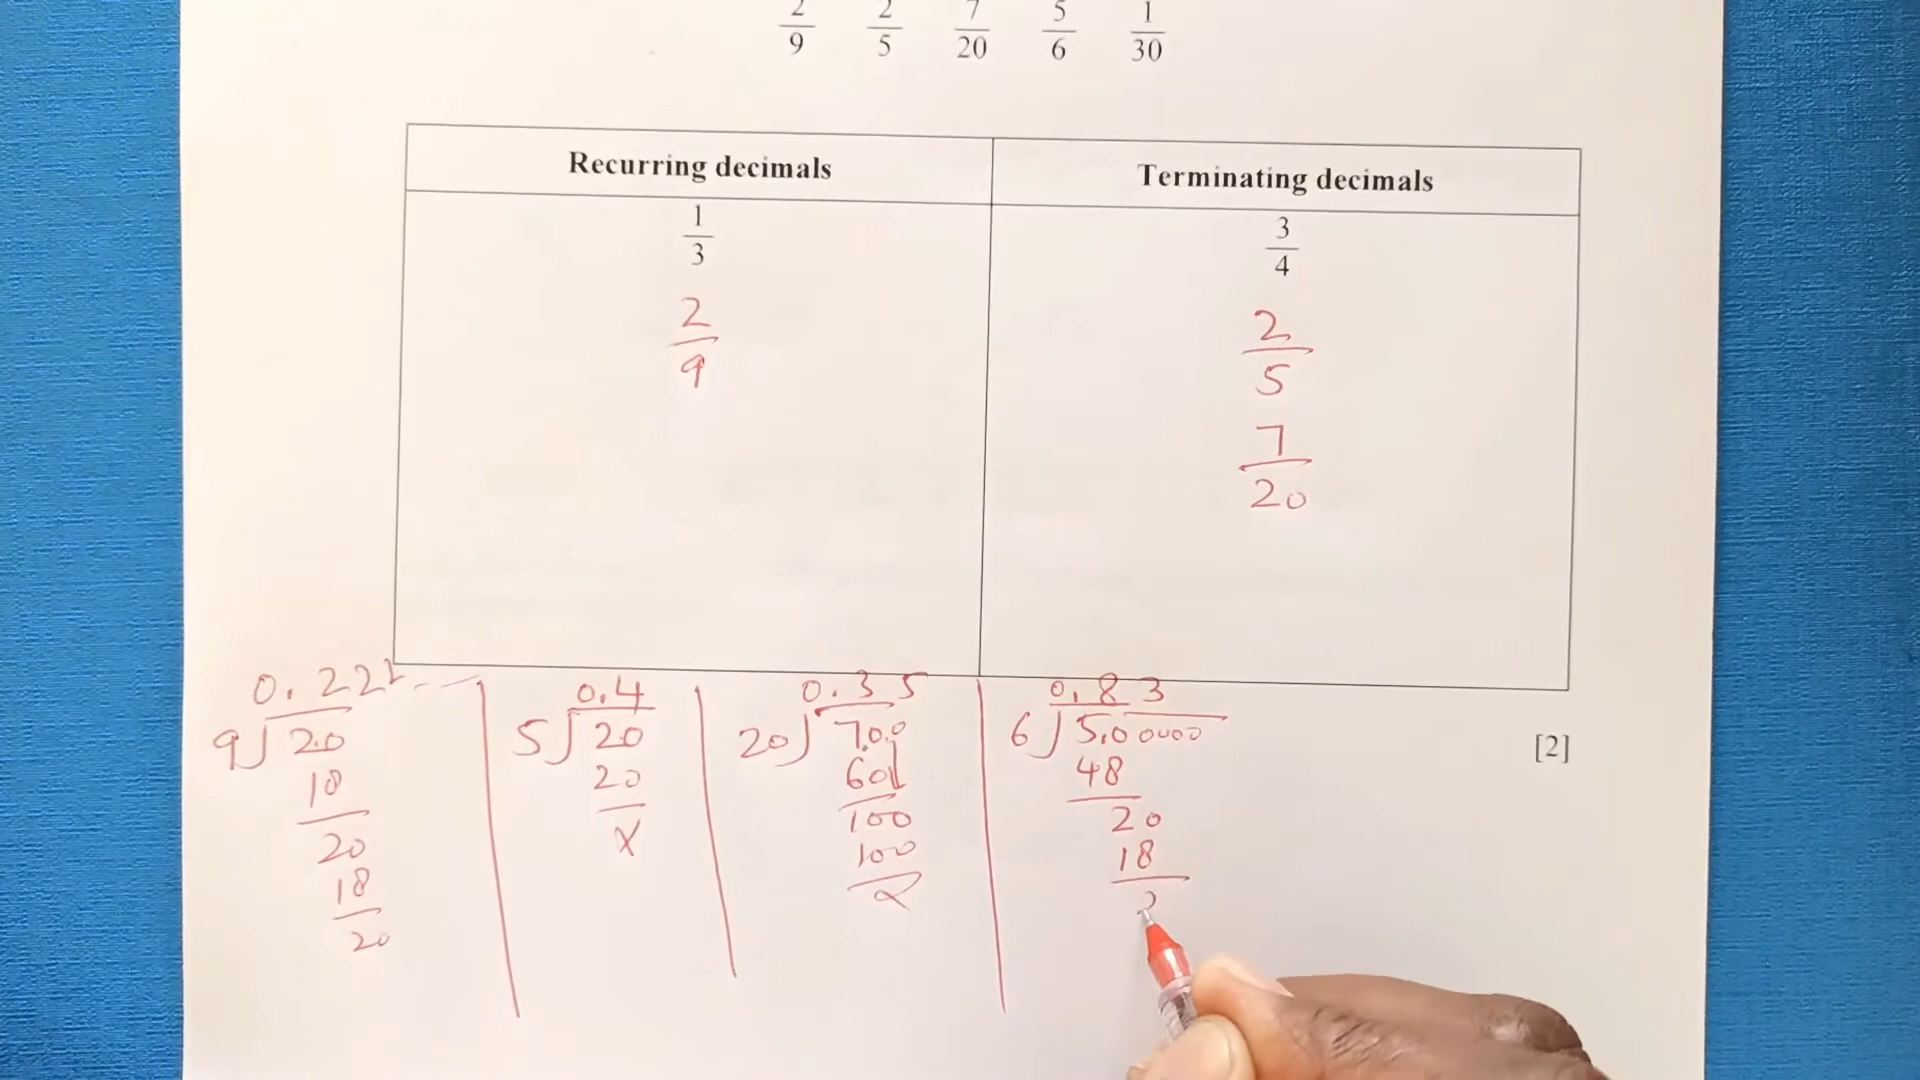 2/9 2/5 7/20 5/6 1/30
Recurring decimals Terminating decimals
1/3 3/4
2/9 2/5
7/20
0.222 0.4 0.35 0.83
9 20 5 20 20 7.00 6 5.00000 [2]
18 20 60 48
20 100 20
18 100 18
20